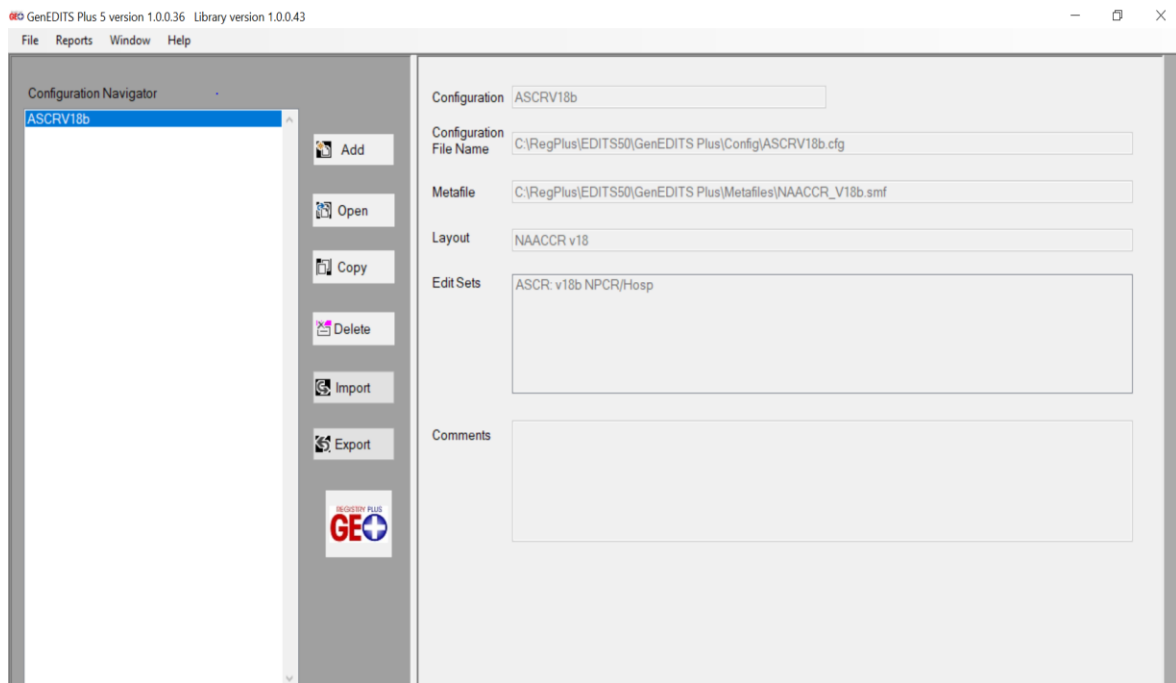 GenEDITS Plus 5 version 1.0.0.36 Library version 1.0.0.43
File Reports Window Help
Configuration Navigator
ASCRV18b
Add
Open
Copy
Delete
Import
Export
REGISTRY PLUS
GE
Configuration ASCRV18b
Configuration
File Name C:\RegPlus\EDITS50\GenEDITS Plus\Config\ASCRV18b.cfg
Metafile C:\RegPlus\EDITS50\GenEDITS Plus\Metafiles\NAACCR_V18b.smf
Layout NAACCR v18
Edit Sets ASCR: v18b NPCR/Hosp
Comments